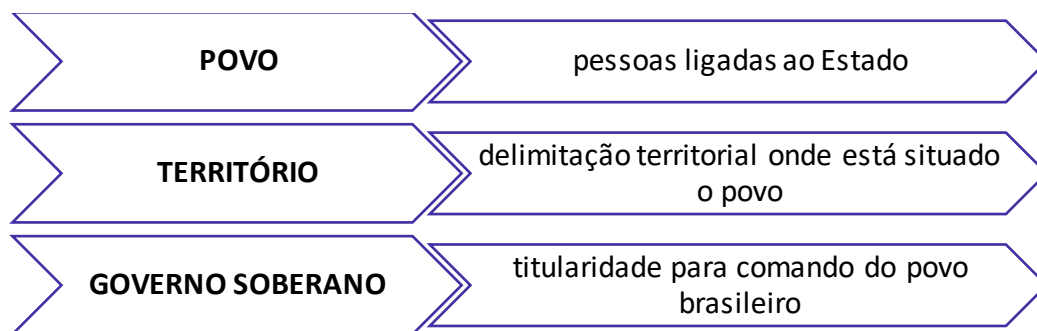 POVO
pessoas ligadas ao Estado
TERRITÓRIO
delimitação territorial onde está situado
o povo
GOVERNO SOBERANO
titularidade para comando do povo
brasileiro